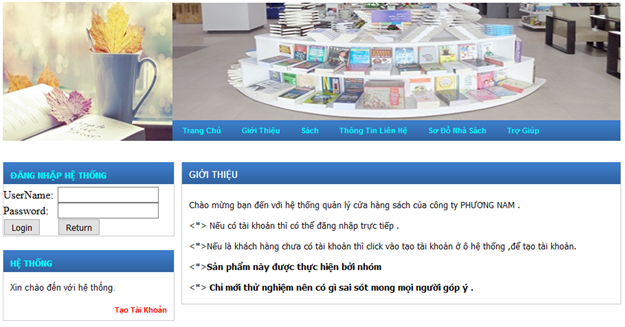 Trang Chủ Giới Thiệu Sách Thông Tin Liên Hệ Sơ Đồ Nhà Sách Trợ Giúp
ĐĂNG NHẬP HỆ THỐNG
UserName:
Password:
Login Return
HỆ THỐNG
Xin chào đến với hệ thống.
Tạo Tài Khoản
GIỚI THIỆU
Chào mừng bạn đến với hệ thống quản lý cửa hàng sách của công ty PHƯƠNG NAM .
<*> Nếu có tài khoản thì có thể đăng nhập trực tiếp .
<*>Nếu là khách hàng chưa có tài khoản thì click vào tạo tài khoản ở ô hệ thống ,để tạo tài khoản.
<*>Sản phẩm này được thực hiện bởi nhóm
<*> Chỉ mới thử nghiệm nên có gì sai sót mong mọi người góp ý .